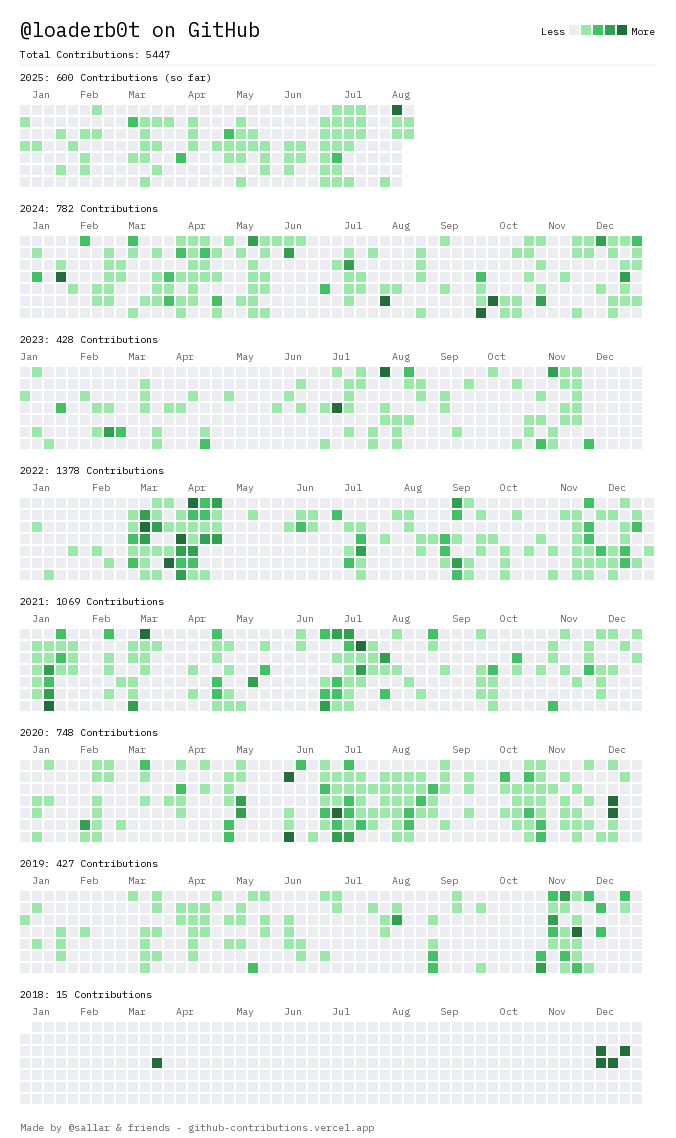 @loaderb0t on GitHub
Less More
Total Contributions: 5447
2025: 600 Contributions (so far)
Jan Feb Mar Apr May Jun Jul Aug
2024: 782 Contributions
Jan Feb Mar Apr May Jun Jul Aug Sep Oct Nov Dec
2023: 428 Contributions
Jan Feb Mar Apr May Jun Jul Aug Sep Oct Nov Dec
2022: 1378 Contributions
Jan Feb Mar Apr May Jun Jul Aug Sep Oct Nov Dec
2021: 1069 Contributions
Jan Feb Mar Apr May Jun Jul Aug Sep Oct Nov Dec
2020: 748 Contributions
Jan Feb Mar Apr May Jun Jul Aug Sep Oct Nov Dec
2019: 427 Contributions
Jan Feb Mar Apr May Jun Jul Aug Sep Oct Nov Dec
2018: 15 Contributions
Jan Feb Mar Apr May Jun Jul Aug Sep Oct Nov Dec
Made by @sallar & friends - github-contributions.vercel.app